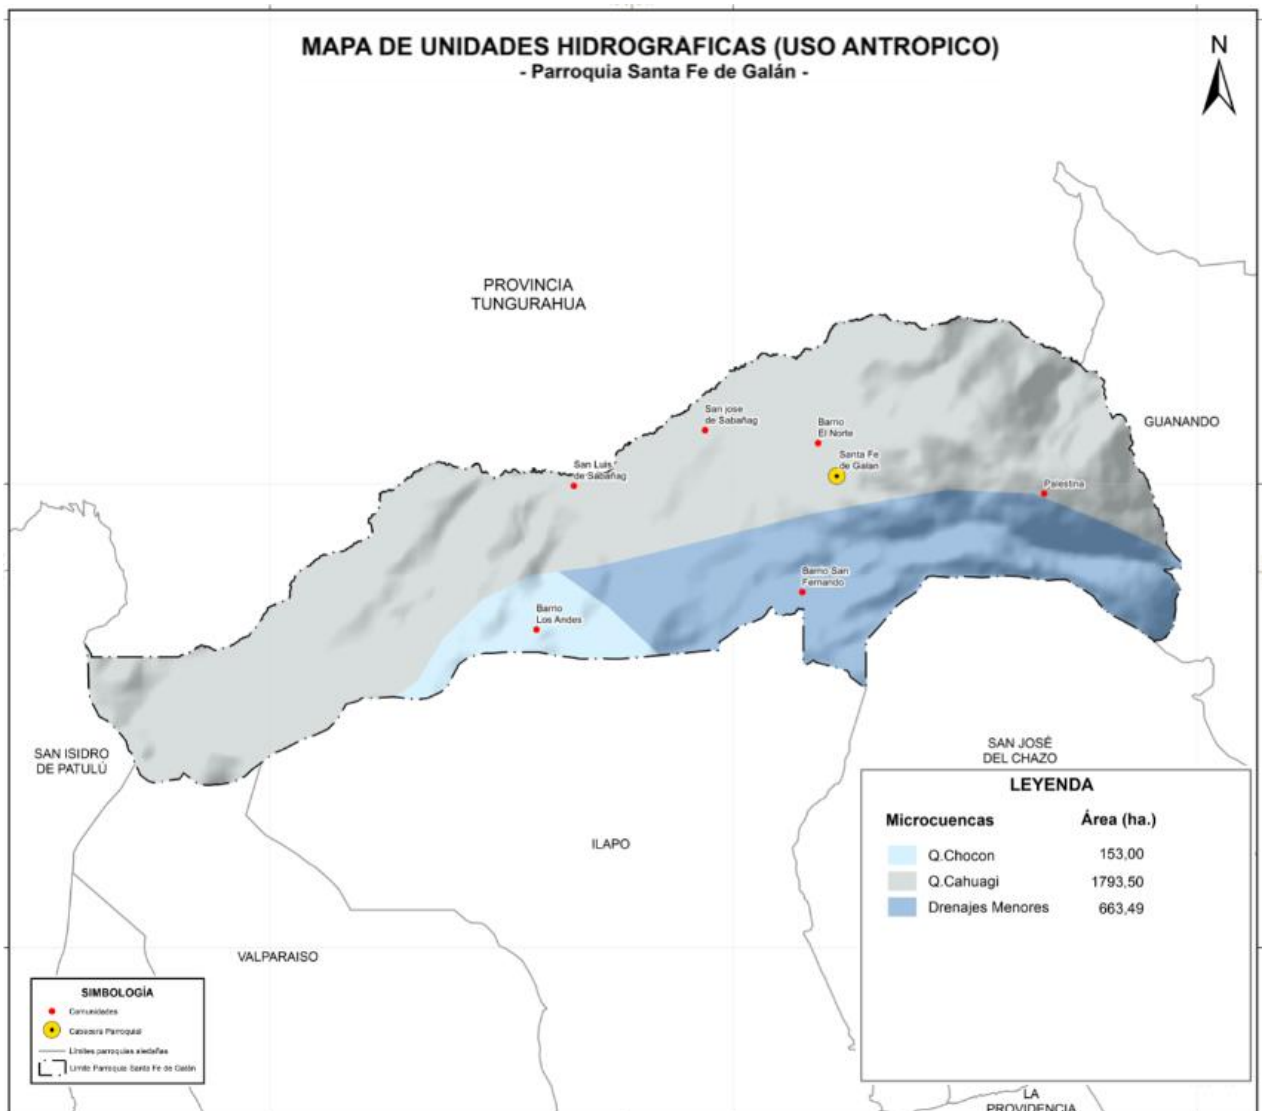 MAPA DE UNIDADES HIDROGRAFICAS (USO ANTROPICO)
- Parroquia Santa Fe de Galán -
N
PROVINCIA
TUNGURAHUA
GUANANDO
San jose
de Sabañag
Barrio
El Norte
Santa Fe
de Galan
San Luis
de Sabañag
Palestina
Barrio San
Fernando
Barrio
Los Andes
SAN ISIDRO
DE PATULÚ
SAN JOSÉ
DEL CHAZO
ILAPO
VALPARAISO
LEYENDA
Microcuencas Área (ha.)
Q.Chocon 153,00
Q.Cahuagi 1793,50
Drenajes Menores 663,49
SIMBOLOGÍA
Comunidades
Cabecera Parroquial
Límites parroquias aledañas
Limite Parroquia Santa Fe de Galán
LA
PROVIDENCIA